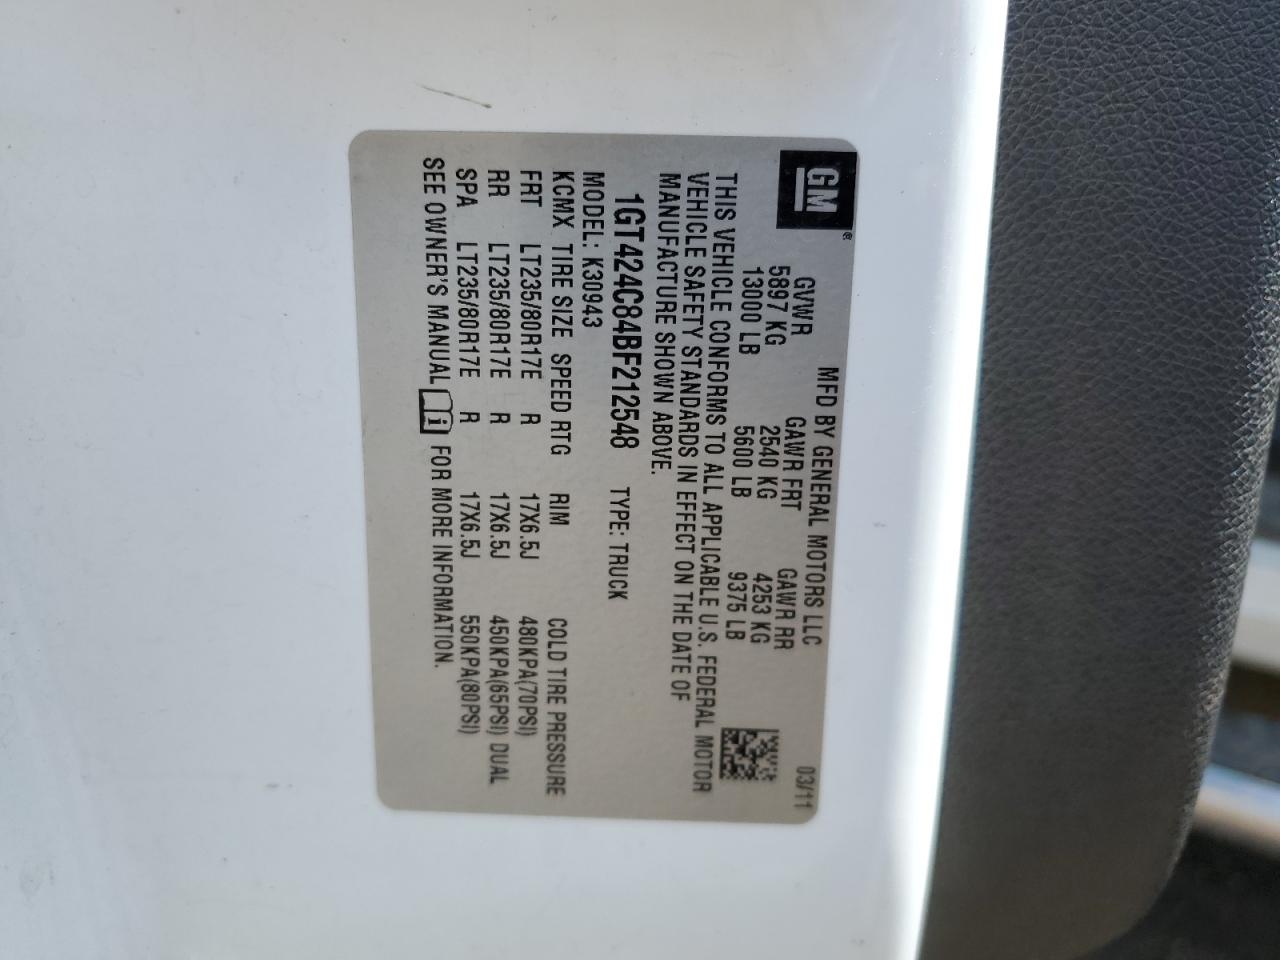 GM®
MFD BY GENERAL MOTORS LLC 03/11
GVWR GAWR FRT GAWR RR
5897 KG 2540 KG 4253 KG
13000 LB 5600 LB 9375 LB
THIS VEHICLE CONFORMS TO ALL APPLICABLE U.S. FEDERAL MOTOR
VEHICLE SAFETY STANDARDS IN EFFECT ON THE DATE OF
MANUFACTURE SHOWN ABOVE.
1GT424C84BF212548 TYPE: TRUCK
MODEL: K30943
KCMX TIRE SIZE SPEED RTG RIM COLD TIRE PRESSURE
FRT LT235/80R17E R 17X6.5J 480KPA(70PSI)
RR LT235/80R17E R 17X6.5J 450KPA(65PSI) DUAL
SPA LT235/80R17E R 17X6.5J 550KPA(80PSI)
SEE OWNER'S MANUAL i FOR MORE INFORMATION.